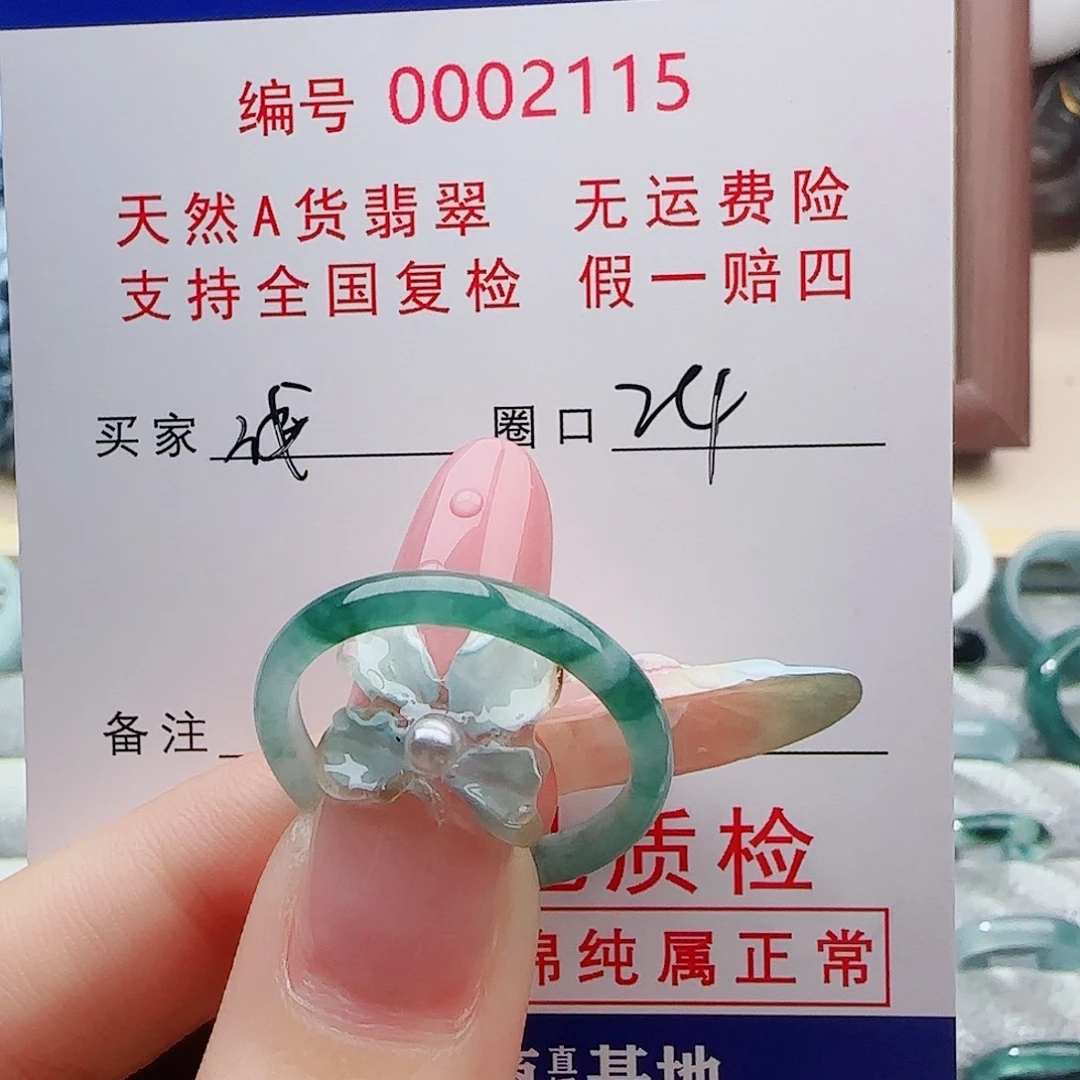 编号 0002115
天然A货翡翠 无运费险
支持全国复检 假一赔四
买家 圈口 24
备注
质检
棉纯属正常
真
基地